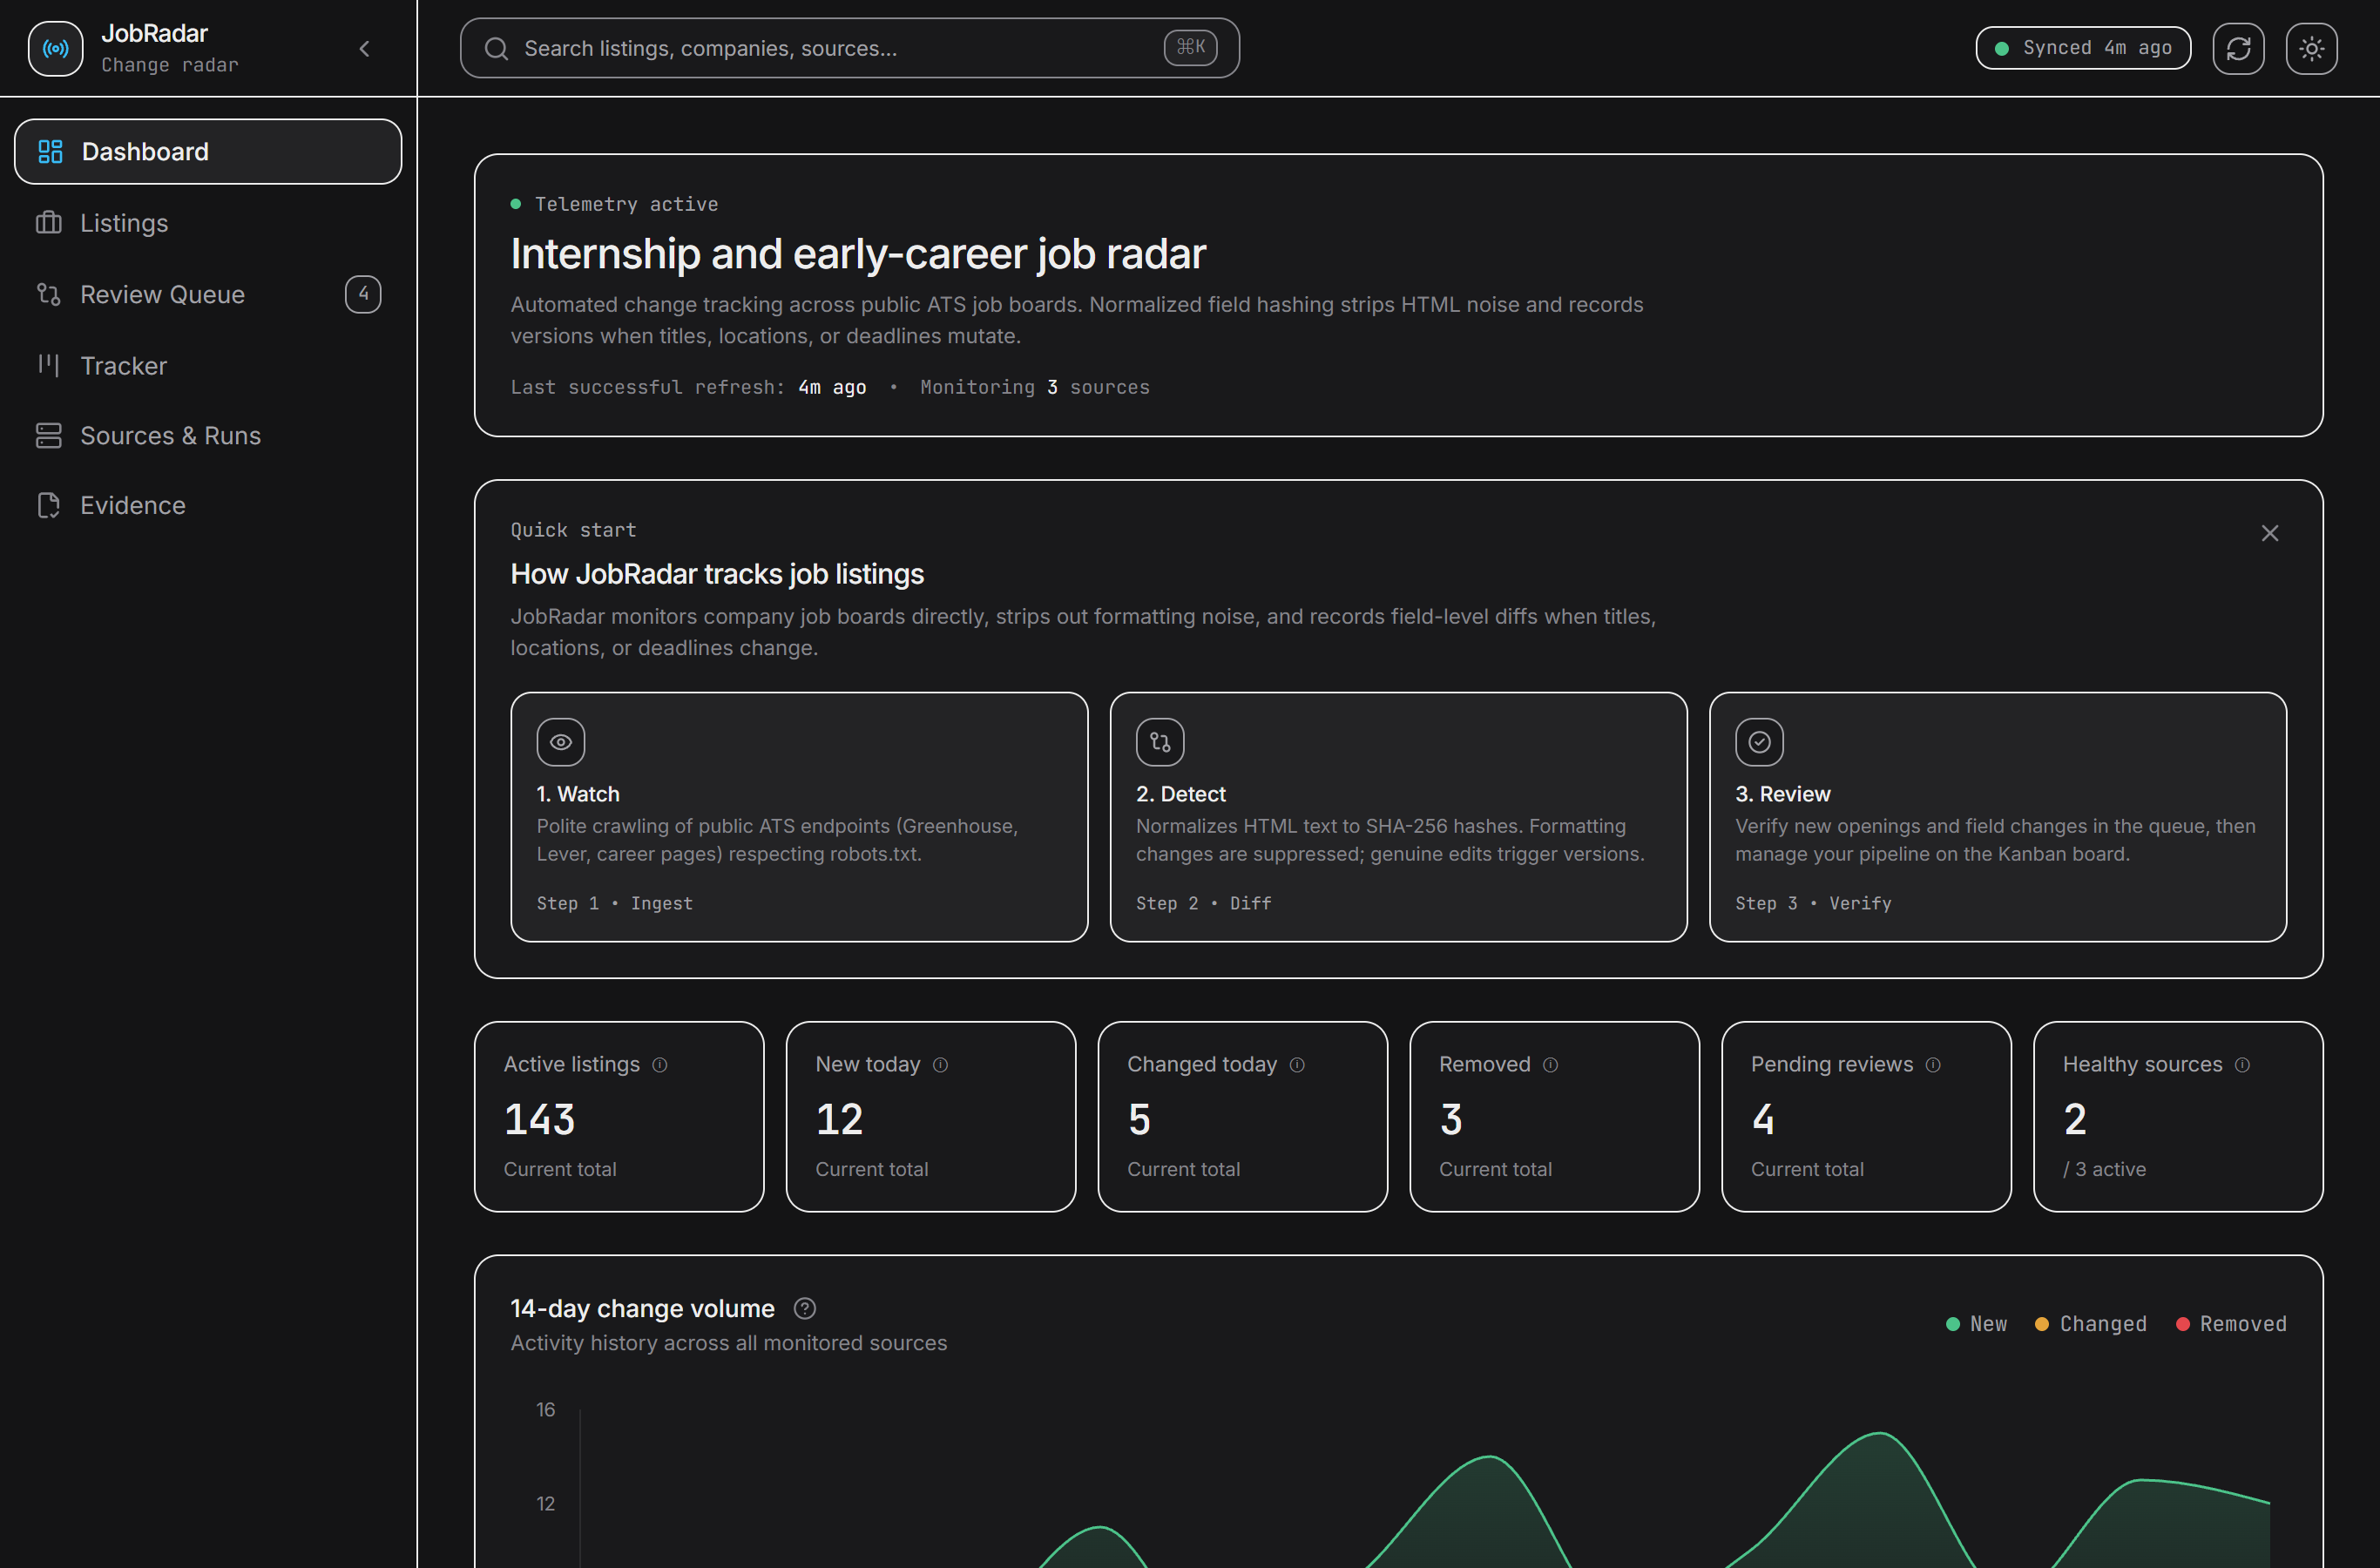 JobRadar
Change radar
Search listings, companies, sources...
⌘K
Synced 4m ago
Dashboard
Listings
Review Queue
4
Tracker
Sources & Runs
Evidence
Telemetry active
Internship and early-career job radar
Automated change tracking across public ATS job boards. Normalized field hashing strips HTML noise and records
versions when titles, locations, or deadlines mutate.
Last successful refresh: 4m ago • Monitoring 3 sources
Quick start
How JobRadar tracks job listings
JobRadar monitors company job boards directly, strips out formatting noise, and records field-level diffs when titles,
locations, or deadlines change.
1. Watch
Polite crawling of public ATS endpoints (Greenhouse,
Lever, career pages) respecting robots.txt.
Step 1 • Ingest
2. Detect
Normalizes HTML text to SHA-256 hashes. Formatting
changes are suppressed; genuine edits trigger versions.
Step 2 • Diff
3. Review
Verify new openings and field changes in the queue, then
manage your pipeline on the Kanban board.
Step 3 • Verify
Active listings
143
Current total
New today
12
Current total
Changed today
5
Current total
Removed
3
Current total
Pending reviews
4
Current total
Healthy sources
2
/ 3 active
14-day change volume
Activity history across all monitored sources
New
Changed
Removed
16
12